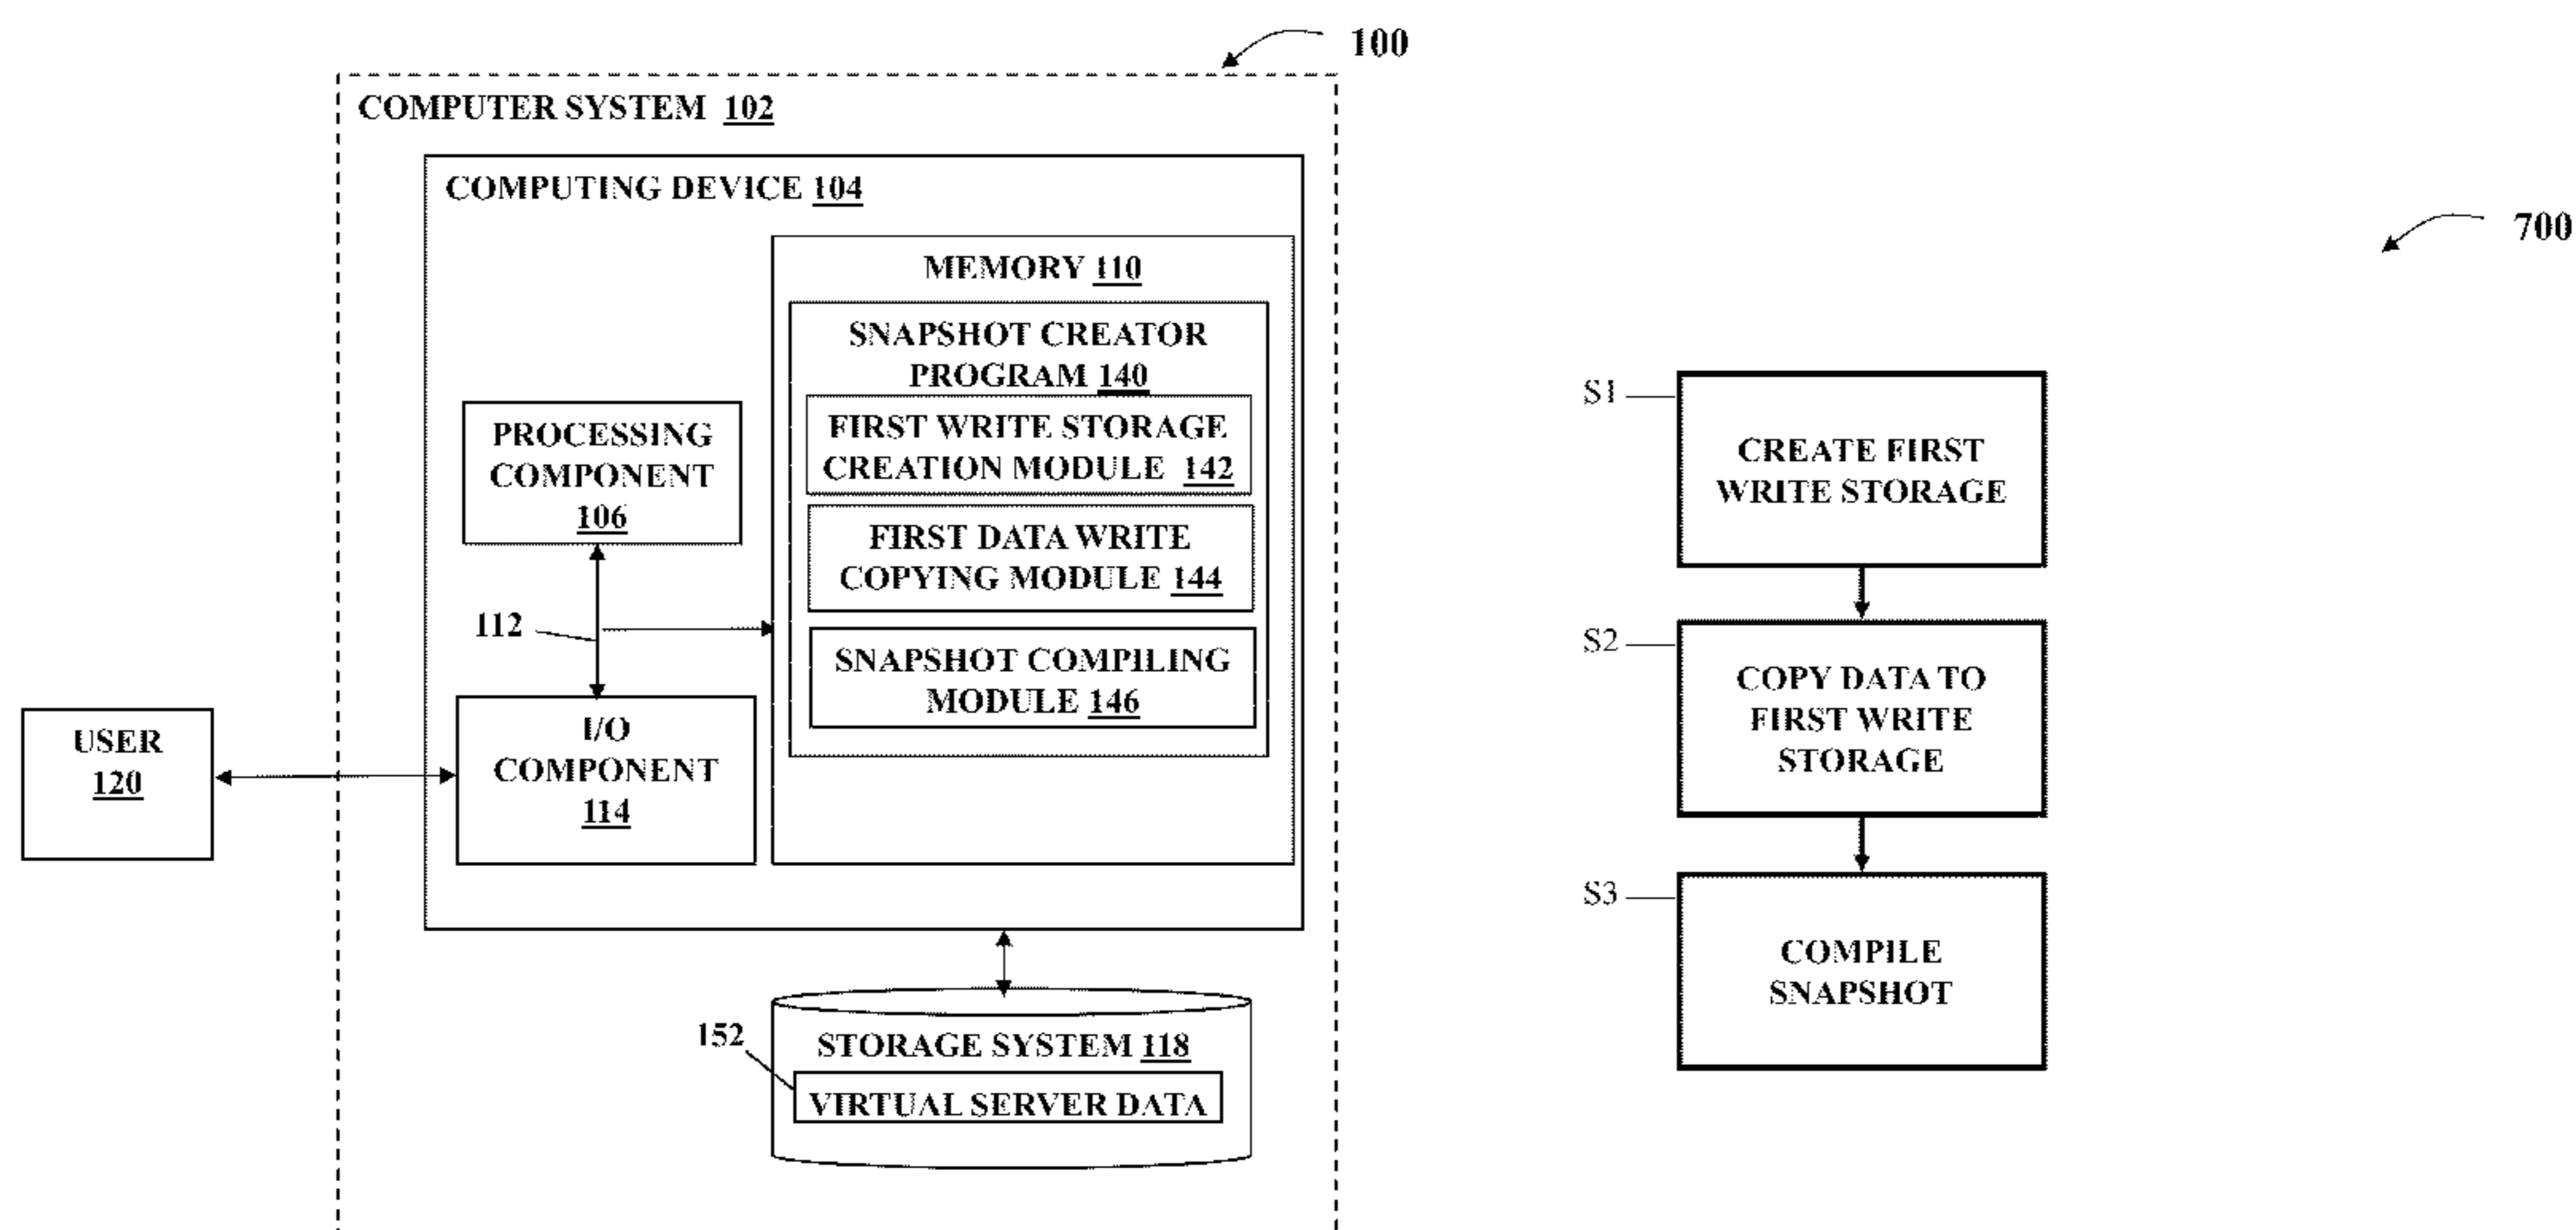 100
COMPUTER SYSTEM 102
COMPUTING DEVICE 104
MEMORY 110
SNAPSHOT CREATOR
PROGRAM 140
FIRST WRITE STORAGE
CREATION MODULE 142
FIRST DATA WRITE
COPYING MODULE 144
SNAPSHOT COMPILING
MODULE 146
PROCESSING
COMPONENT
106
112
I/O
COMPONENT
114
USER
120
152
STORAGE SYSTEM 118
VIRTUAL SERVER DATA
700
S1
CREATE FIRST
WRITE STORAGE
S2
COPY DATA TO
FIRST WRITE
STORAGE
S3
COMPILE
SNAPSHOT